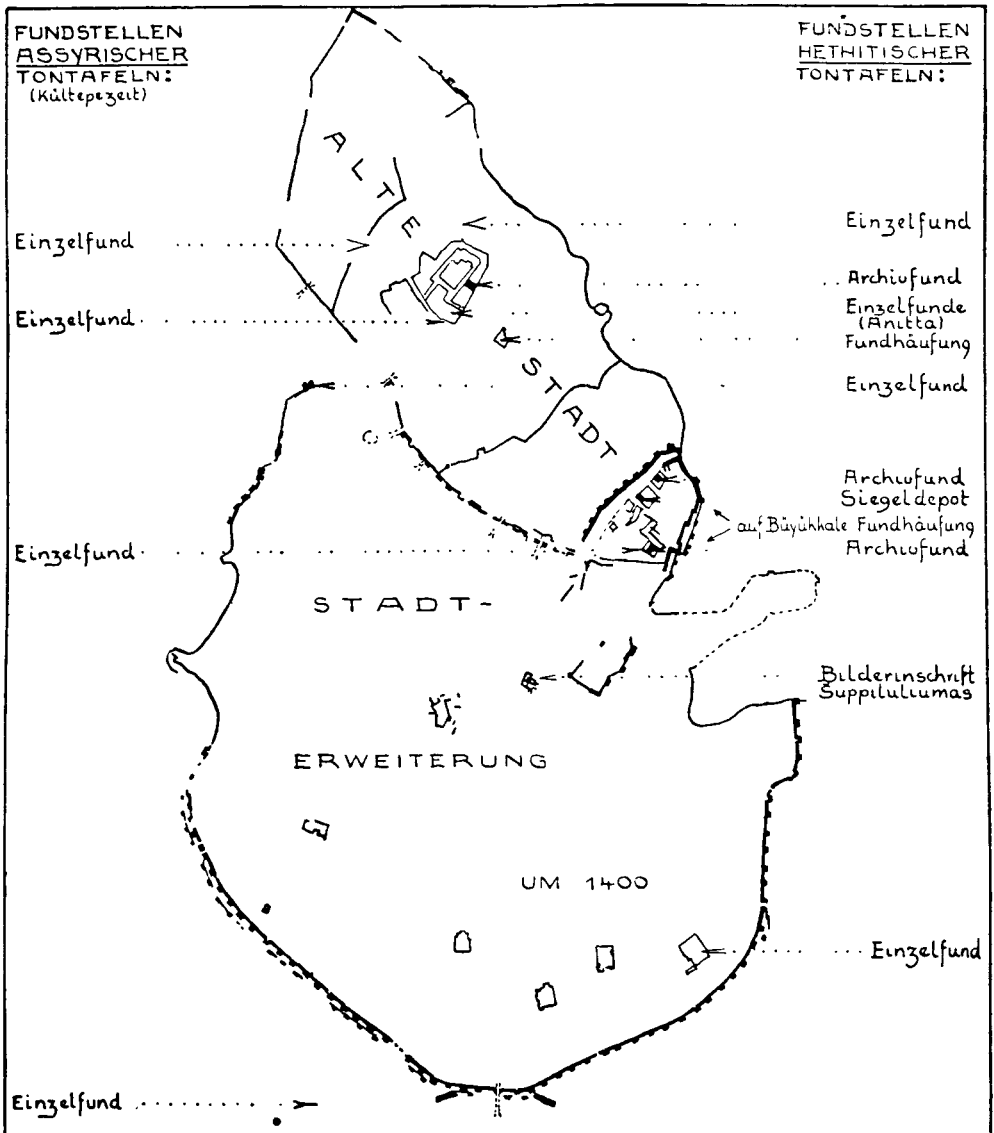 FUNDSTELLEN
ASSYRISCHER
TONTAFELN:
(Kültepezeit)
FUNDSTELLEN
HETHITISCHER
TONTAFELN:
ALTE
STADT
Einzelfund
Einzelfund
Archivfund
Einzelfunde
(Anitta)
Einzelfund
Fundhäufung
Einzelfund
Archivfund
Siegeldepot
auf Büyükkale Fundhäufung
Einzelfund
Archivfund
STADT-
Bilderinschrift
Suppiluliumas
ERWEITERUNG
UM 1400
Einzelfund
Einzelfund